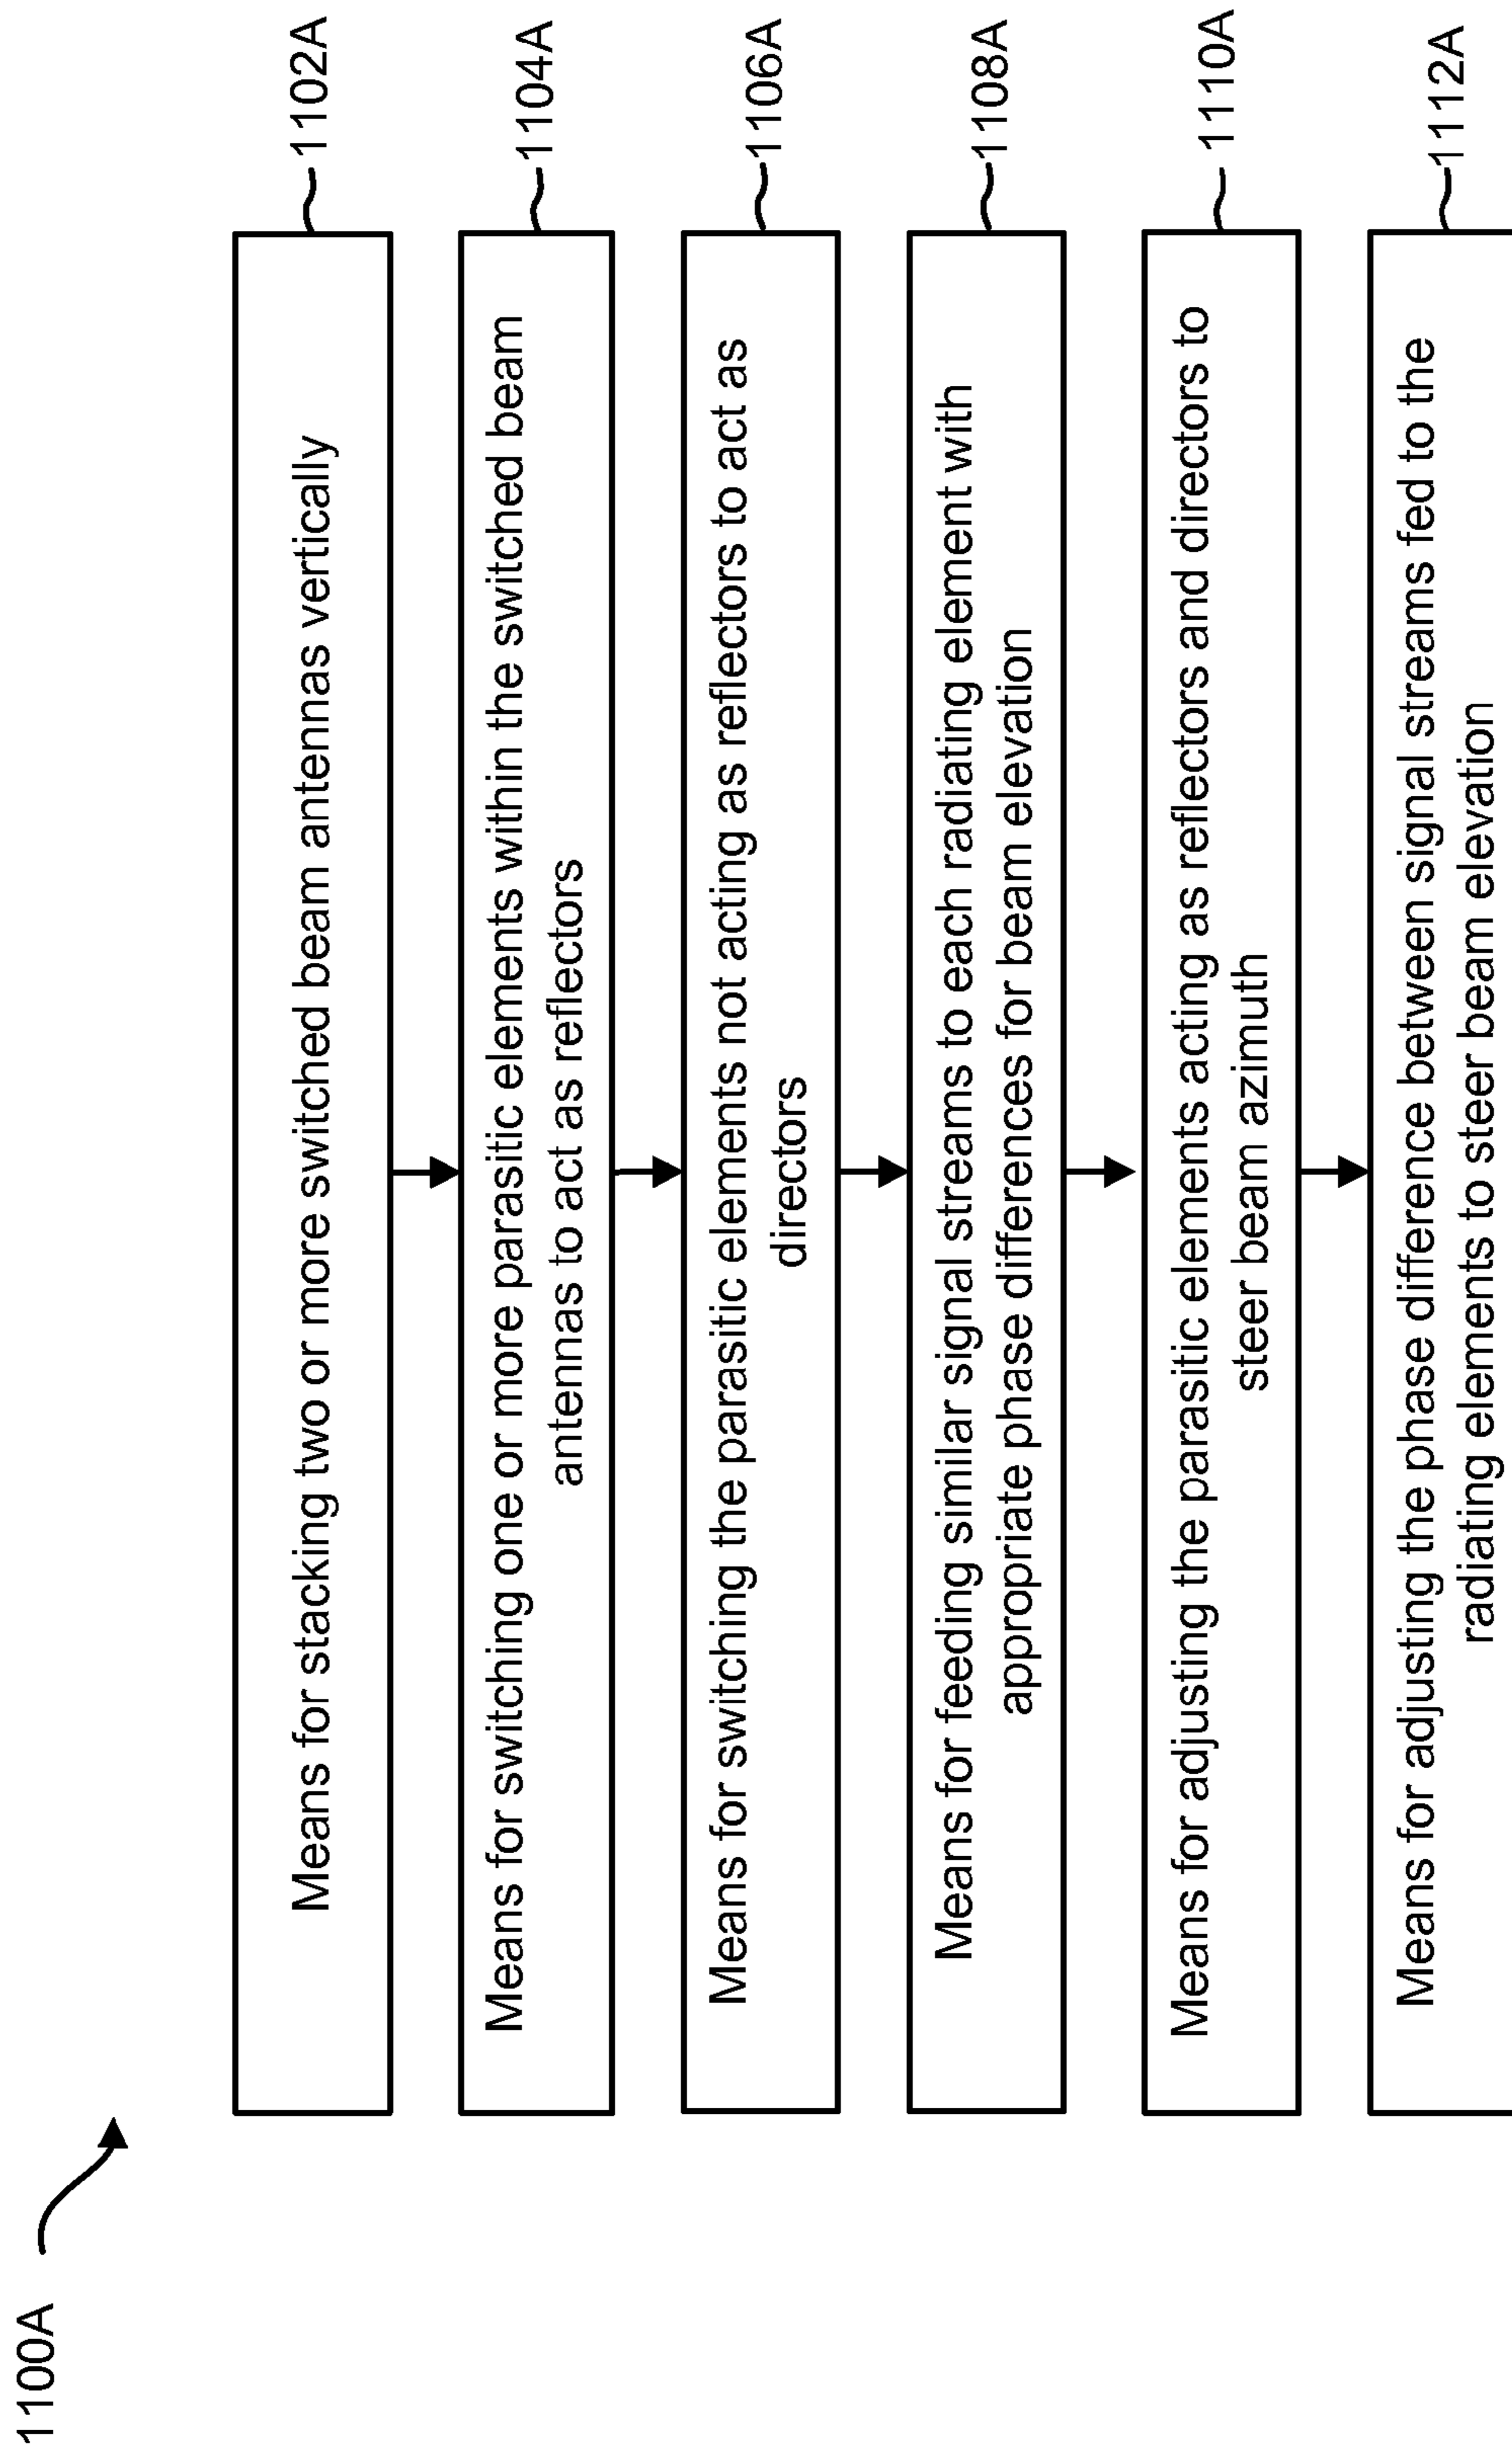 1100A
Means for stacking two or more switched beam antennas vertically
1102A
Means for switching one or more parasitic elements within the switched beam
antennas to act as reflectors
1104A
Means for switching the parasitic elements not acting as reflectors to act as
directors
1106A
Means for feeding similar signal streams to each radiating element with
appropriate phase differences for beam elevation
1108A
Means for adjusting the parasitic elements acting as reflectors and directors to
steer beam azimuth
1110A
Means for adjusting the phase difference between signal streams fed to the
radiating elements to steer beam elevation
1112A